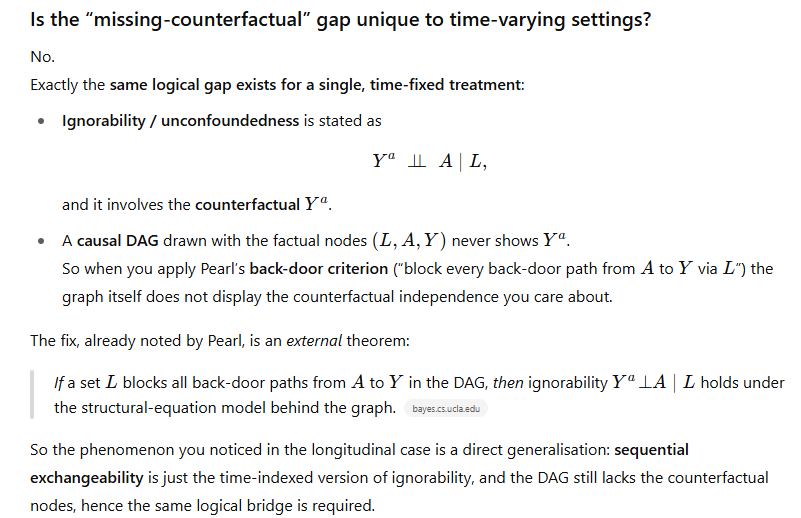 Is the “missing-counterfactual” gap unique to time-varying settings?
No.
Exactly the same logical gap exists for a single, time-fixed treatment:
• Ignorability / unconfoundedness is stated as
Yᵃ ⫫ A | L,
and it involves the counterfactual Yᵃ.
• A causal DAG drawn with the factual nodes (L, A, Y) never shows Yᵃ.
So when you apply Pearl’s back-door criterion (“block every back-door path from A to Y via L”) the
graph itself does not display the counterfactual independence you care about.
The fix, already noted by Pearl, is an external theorem:
If a set L blocks all back-door paths from A to Y in the DAG, then ignorability Yᵃ ⊥A | L holds under
the structural-equation model behind the graph. bayes.cs.ucla.edu
So the phenomenon you noticed in the longitudinal case is a direct generalisation: sequential
exchangeability is just the time-indexed version of ignorability, and the DAG still lacks the counterfactual
nodes, hence the same logical bridge is required.